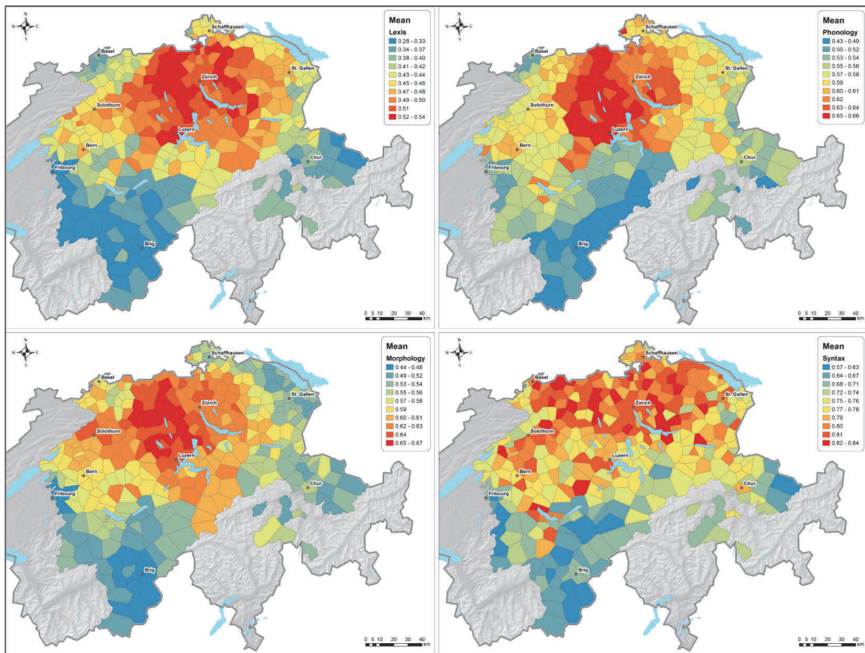 Schaffhausen
Basel
Zürich
St. Gallen
Solothurn
Luzern
Bern
Fribourg
Chur
Brig
Mean
Lexis
0.28 - 0.33
0.34 - 0.37
0.38 - 0.40
0.41 - 0.42
0.43 - 0.44
0.45 - 0.46
0.47 - 0.48
0.49 - 0.50
0.51
0.52 - 0.54
0 5 10 20 30 40
km
Schaffhausen
Basel
Zürich
St. Gallen
Solothurn
Luzern
Bern
Fribourg
Chur
Brig
Mean
Phonology
0.43 - 0.49
0.50 - 0.52
0.53 - 0.54
0.55 - 0.56
0.57 - 0.58
0.59
0.60 - 0.61
0.62
0.63 - 0.64
0.65 - 0.66
0 5 10 20 30 40
km
Schaffhausen
Basel
Zürich
St. Gallen
Solothurn
Luzern
Bern
Fribourg
Chur
Brig
Mean
Morphology
0.44 - 0.48
0.49 - 0.52
0.53 - 0.54
0.55 - 0.56
0.57 - 0.58
0.59
0.60 - 0.61
0.62 - 0.63
0.64
0.65 - 0.67
0 5 10 20 30 40
km
Schaffhausen
Basel
Zürich
St. Gallen
Solothurn
Luzern
Bern
Fribourg
Chur
Brig
Mean
Syntax
0.57 - 0.63
0.64 - 0.67
0.68 - 0.71
0.72 - 0.74
0.75 - 0.76
0.77 - 0.78
0.79
0.80
0.81
0.82 - 0.84
0 5 10 20 30 40
km